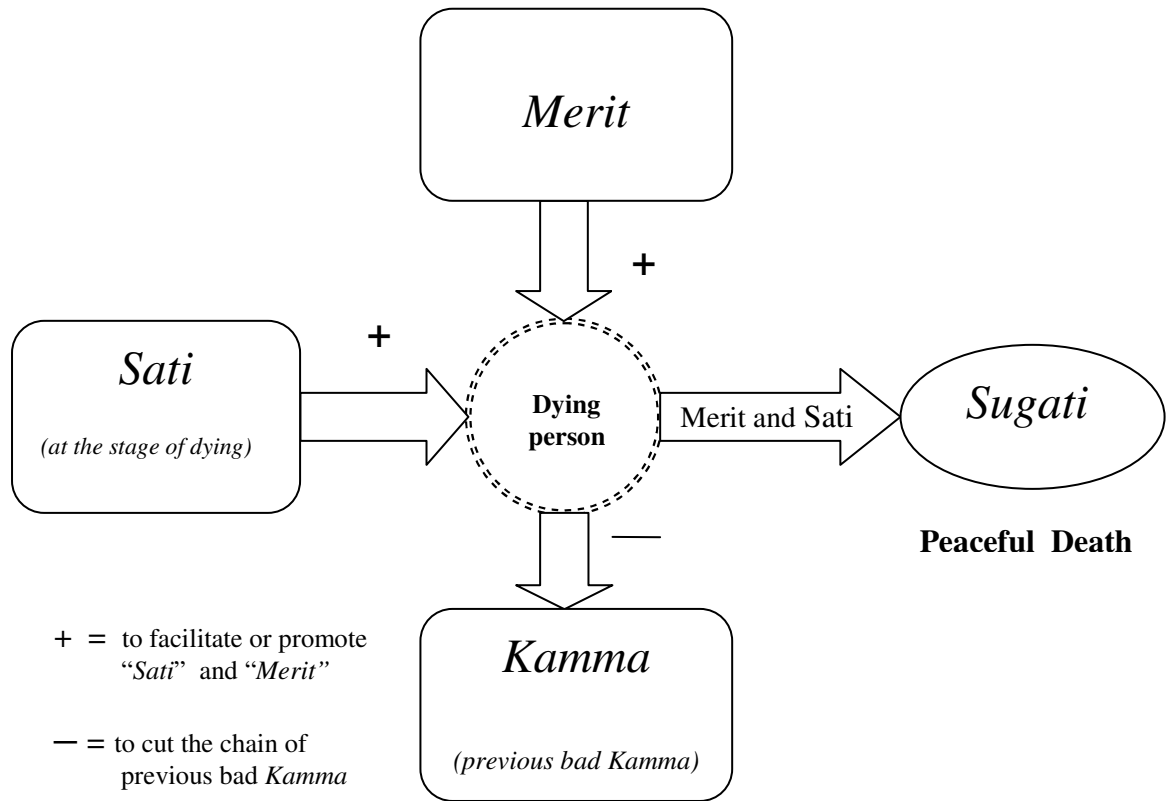 Merit
+
+
Sati
(at the stage of dying)
Dying
person
Merit and Sati
Sugati
Peaceful Death
—
+ = to facilitate or promote
“Sati” and “Merit”
Kamma
(previous bad Kamma)
— = to cut the chain of
previous bad Kamma